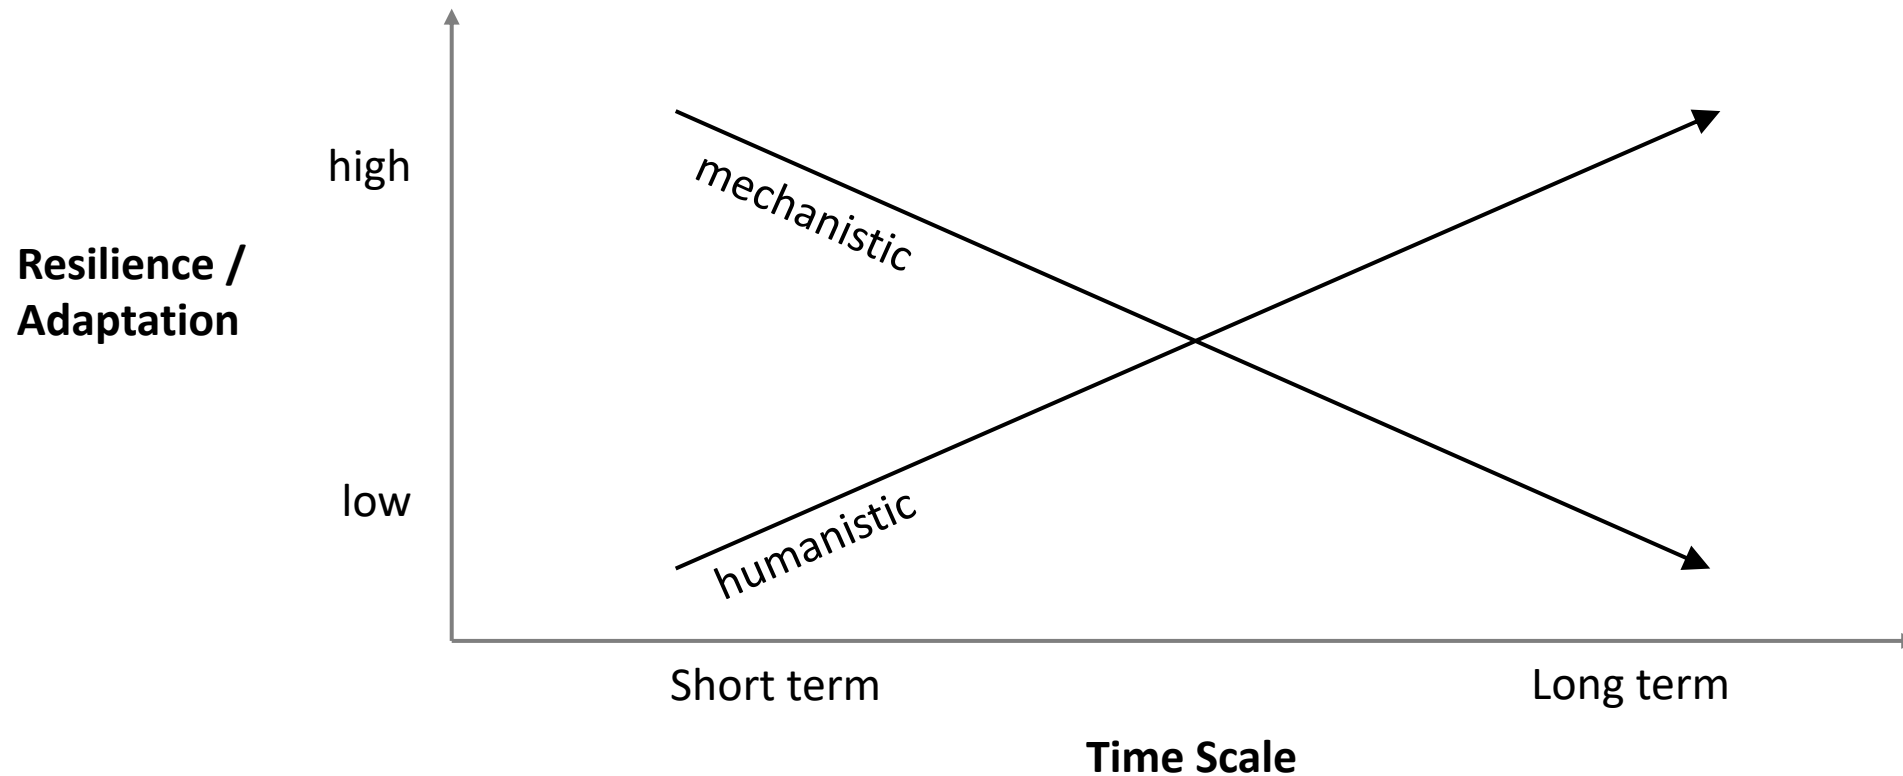 high
mechanistic
Resilience /
Adaptation
low
humanistic
Short term
Long term
Time Scale